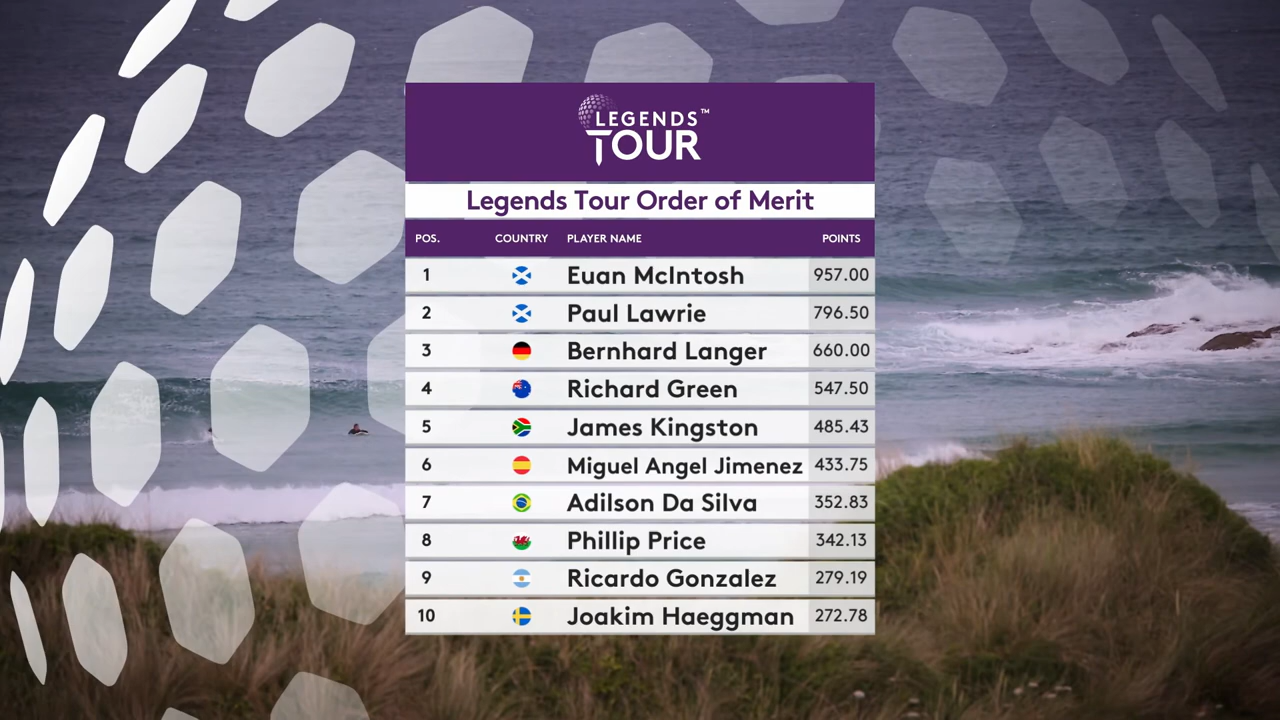 LEGENDS™
TOUR
Legends Tour Order of Merit
POS. COUNTRY PLAYER NAME POINTS
1 Euan McIntosh 957.00
2 Paul Lawrie 796.50
3 Bernhard Langer 660.00
4 Richard Green 547.50
5 James Kingston 485.43
6 Miguel Angel Jimenez 433.75
7 Adilson Da Silva 352.83
8 Phillip Price 342.13
9 Ricardo Gonzalez 279.19
10 Joakim Haeggman 272.78